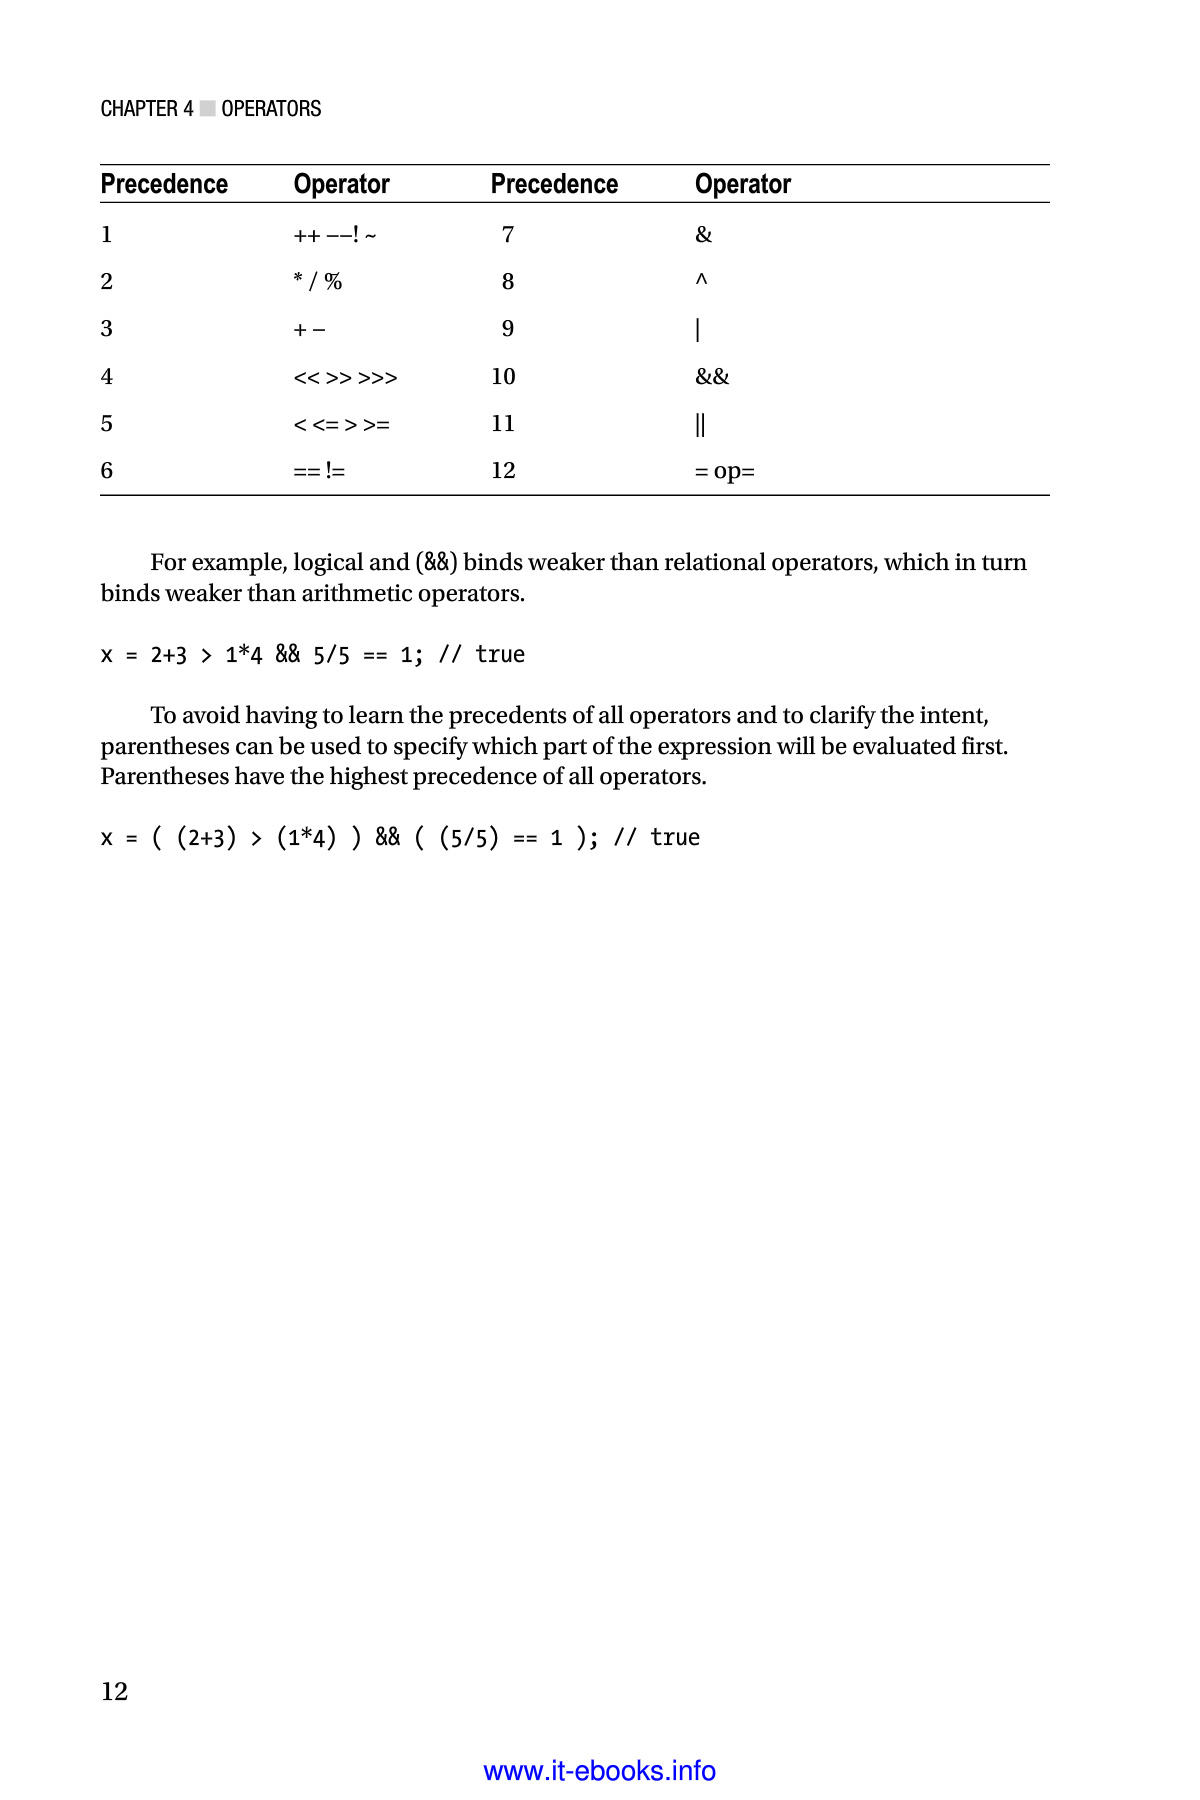 CHAPTER 4 ■ OPERATORS
Precedence Operator Precedence Operator
1 ++ ––! ~ 7 &
2 * / % 8 ^
3 + – 9 |
4 << >> >>> 10 &&
5 < <= > >= 11 ||
6 == != 12 = op=
For example, logical and (&&) binds weaker than relational operators, which in turn
binds weaker than arithmetic operators.
x = 2+3 > 1*4 && 5/5 == 1; // true
To avoid having to learn the precedents of all operators and to clarify the intent,
parentheses can be used to specify which part of the expression will be evaluated first.
Parentheses have the highest precedence of all operators.
x = ( (2+3) > (1*4) ) && ( (5/5) == 1 ); // true
12
www.it-ebooks.info